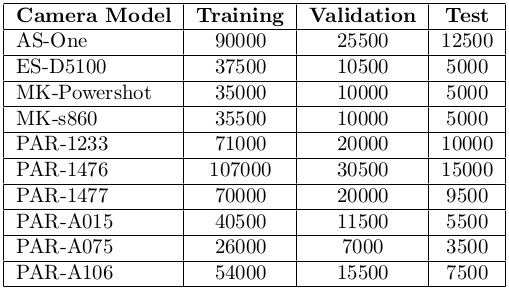 Camera Model Training Validation Test
AS-One 90000 25500 12500
ES-D5100 37500 10500 5000
MK-Powershot 35000 10000 5000
MK-s860 35500 10000 5000
PAR-1233 71000 20000 10000
PAR-1476 107000 30500 15000
PAR-1477 70000 20000 9500
PAR-A015 40500 11500 5500
PAR-A075 26000 7000 3500
PAR-A106 54000 15500 7500